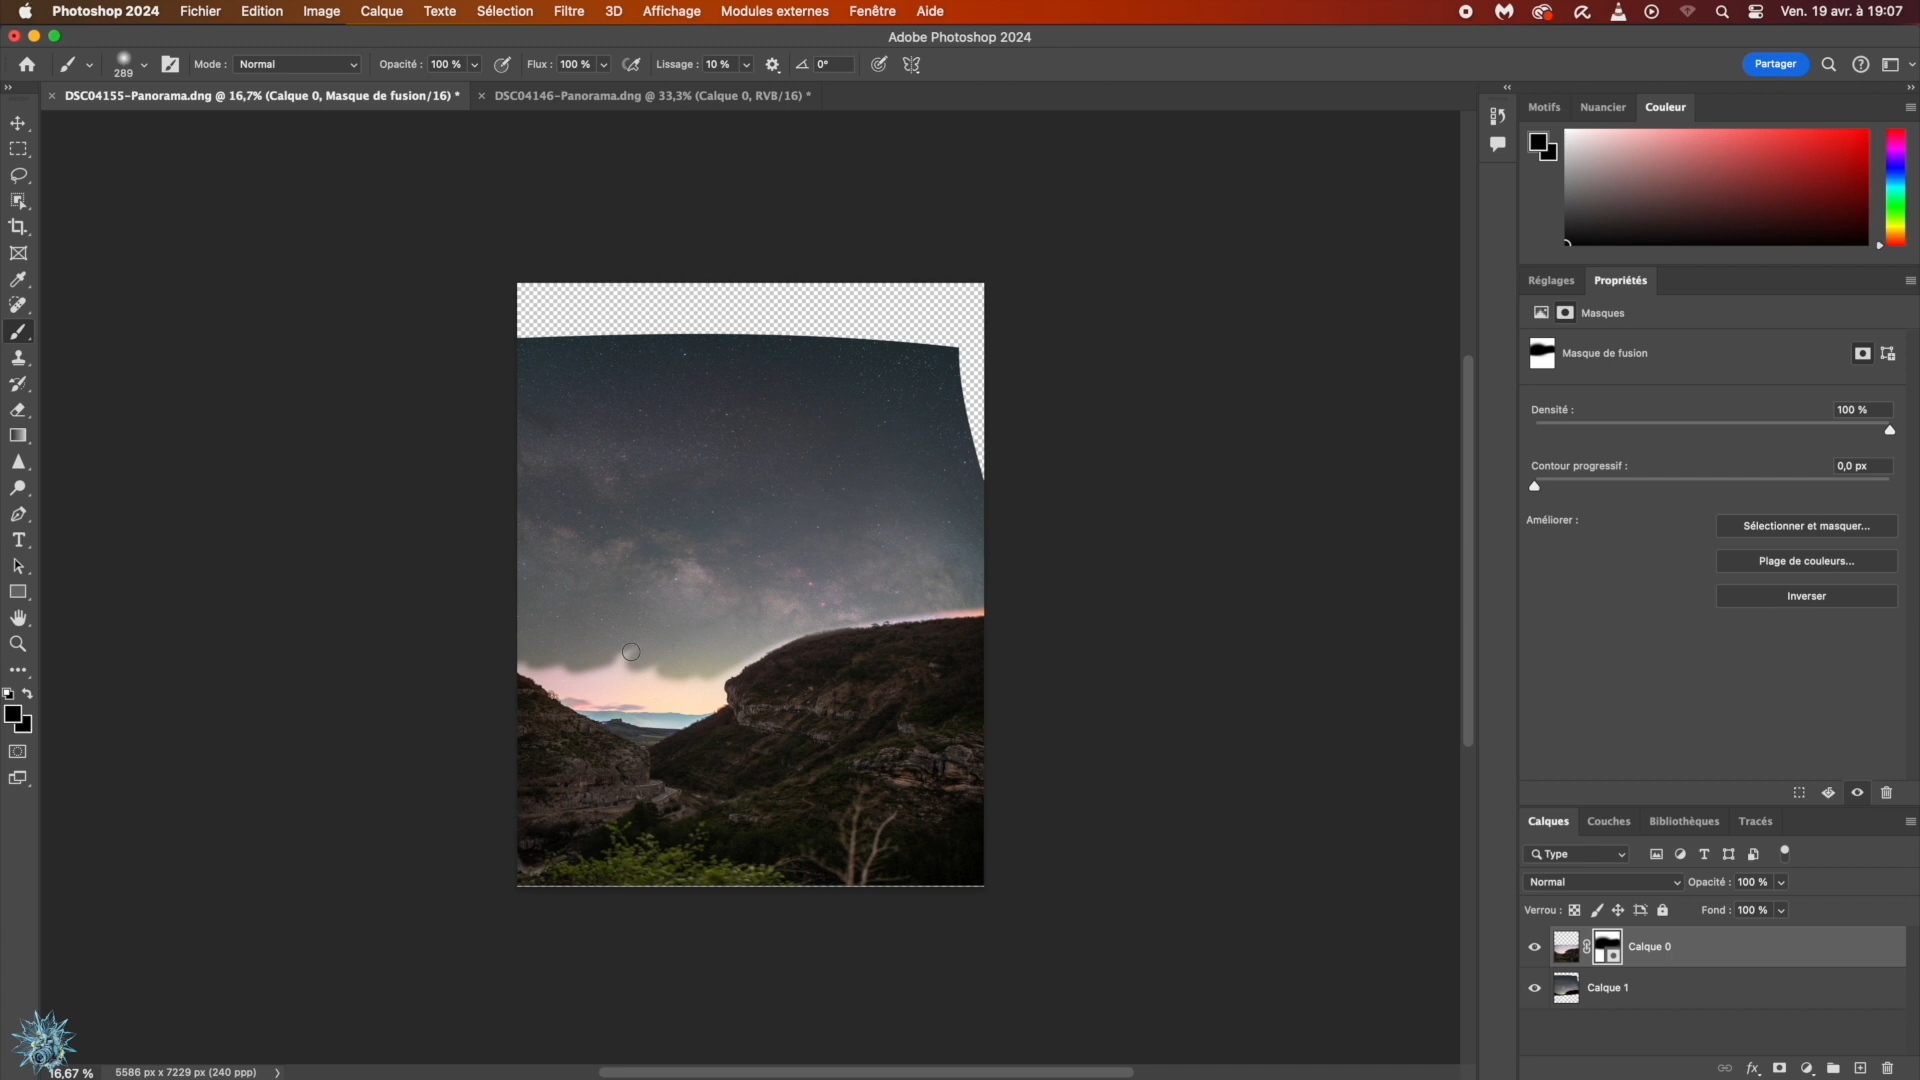 Photoshop 2024 Fichier Edition Image Calque Texte Sélection Filtre 3D Affichage Modules externes Fenêtre Aide Ven. 19 avr. à 19:07
Adobe Photoshop 2024
289 Mode : Normal Opacité : 100 % Flux : 100 % Lissage : 10 % 0° Partager
DSC04155-Panorama.dng @ 16,7% (Calque 0, Masque de fusion/16) * DSC04146-Panorama.dng @ 33,3% (Calque 0, RVB/16) *
Motifs Nuancier Couleur
Réglages Propriétés
Masques
Masque de fusion
Densité : 100 %
Contour progressif : 0,0 px
Améliorer : Sélectionner et masquer...
Plage de couleurs...
Inverser
Calques Couches Bibliothèques Tracés
Type
Normal Opacité : 100 %
Verrou : Fond : 100 %
Calque 0
Calque 1
16,67 % 5586 px x 7229 px (240 ppp)